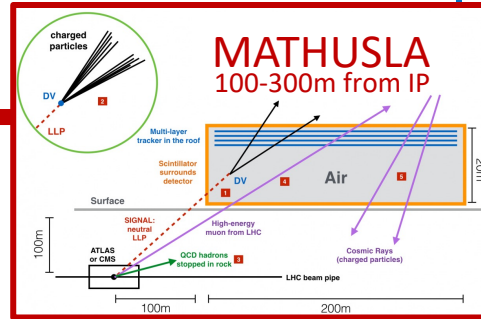 MATHUSLA
100-300m from IP
charged
particles
DV
2
LLP
Multi-layer
tracker in the roof
Scintillator
surrounds
detector
1
DV
4
Air
5
20m
Surface
SIGNAL:
neutral
LLP
High-energy
muon from LHC
Cosmic Rays
(charged particles)
100m
ATLAS
or CMS
QCD hadrons
stopped in rock
3
LHC beam pipe
100m
200m